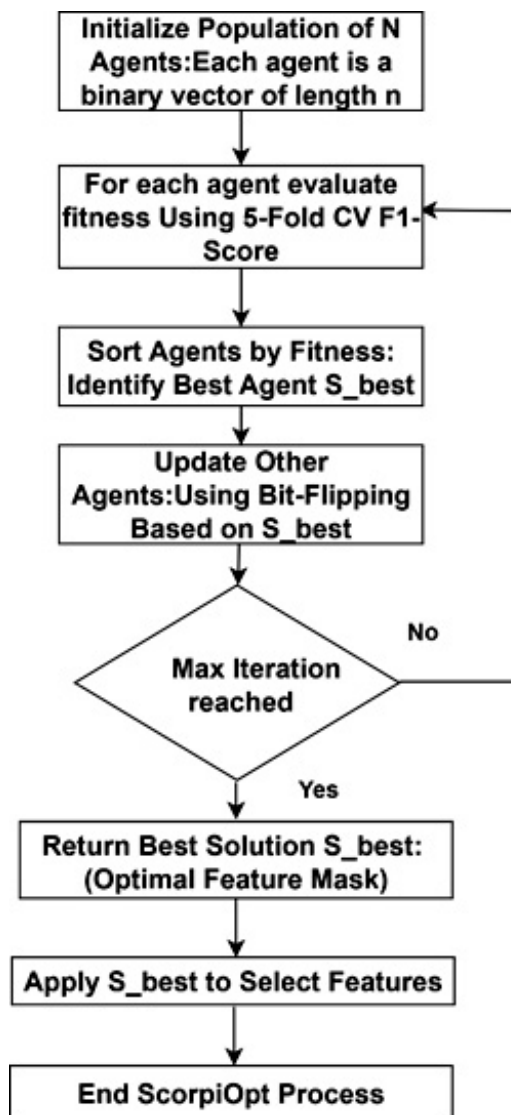 Initialize Population of N
Agents:Each agent is a
binary vector of length n
For each agent evaluate
fitness Using 5-Fold CV F1-
Score
Sort Agents by Fitness:
Identify Best Agent S_best
Update Other
Agents:Using Bit-Flipping
Based on S_best
Max Iteration
reached
No
Yes
Return Best Solution S_best:
(Optimal Feature Mask)
Apply S_best to Select Features
End ScorpiOpt Process